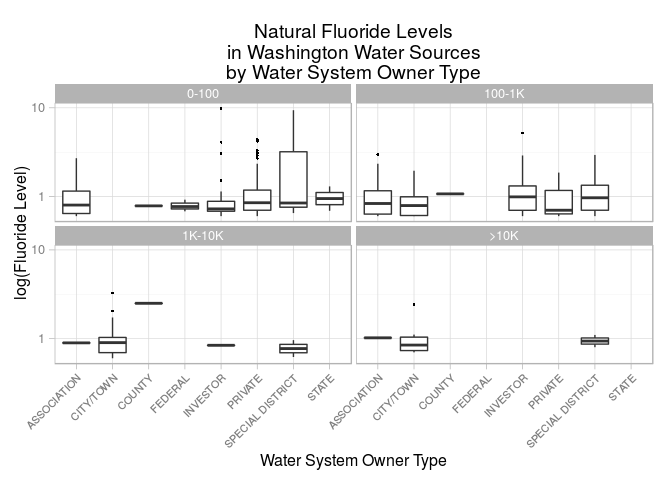 Natural Fluoride Levels
in Washington Water Sources
by Water System Owner Type
0-100
100-1K
10
1
1K-10K
>10K
10
1
log(Fluoride Level)
ASSOCIATION
CITY/TOWN
COUNTY
FEDERAL
INVESTOR
PRIVATE
SPECIAL DISTRICT
STATE
ASSOCIATION
CITY/TOWN
COUNTY
FEDERAL
INVESTOR
PRIVATE
SPECIAL DISTRICT
STATE
Water System Owner Type